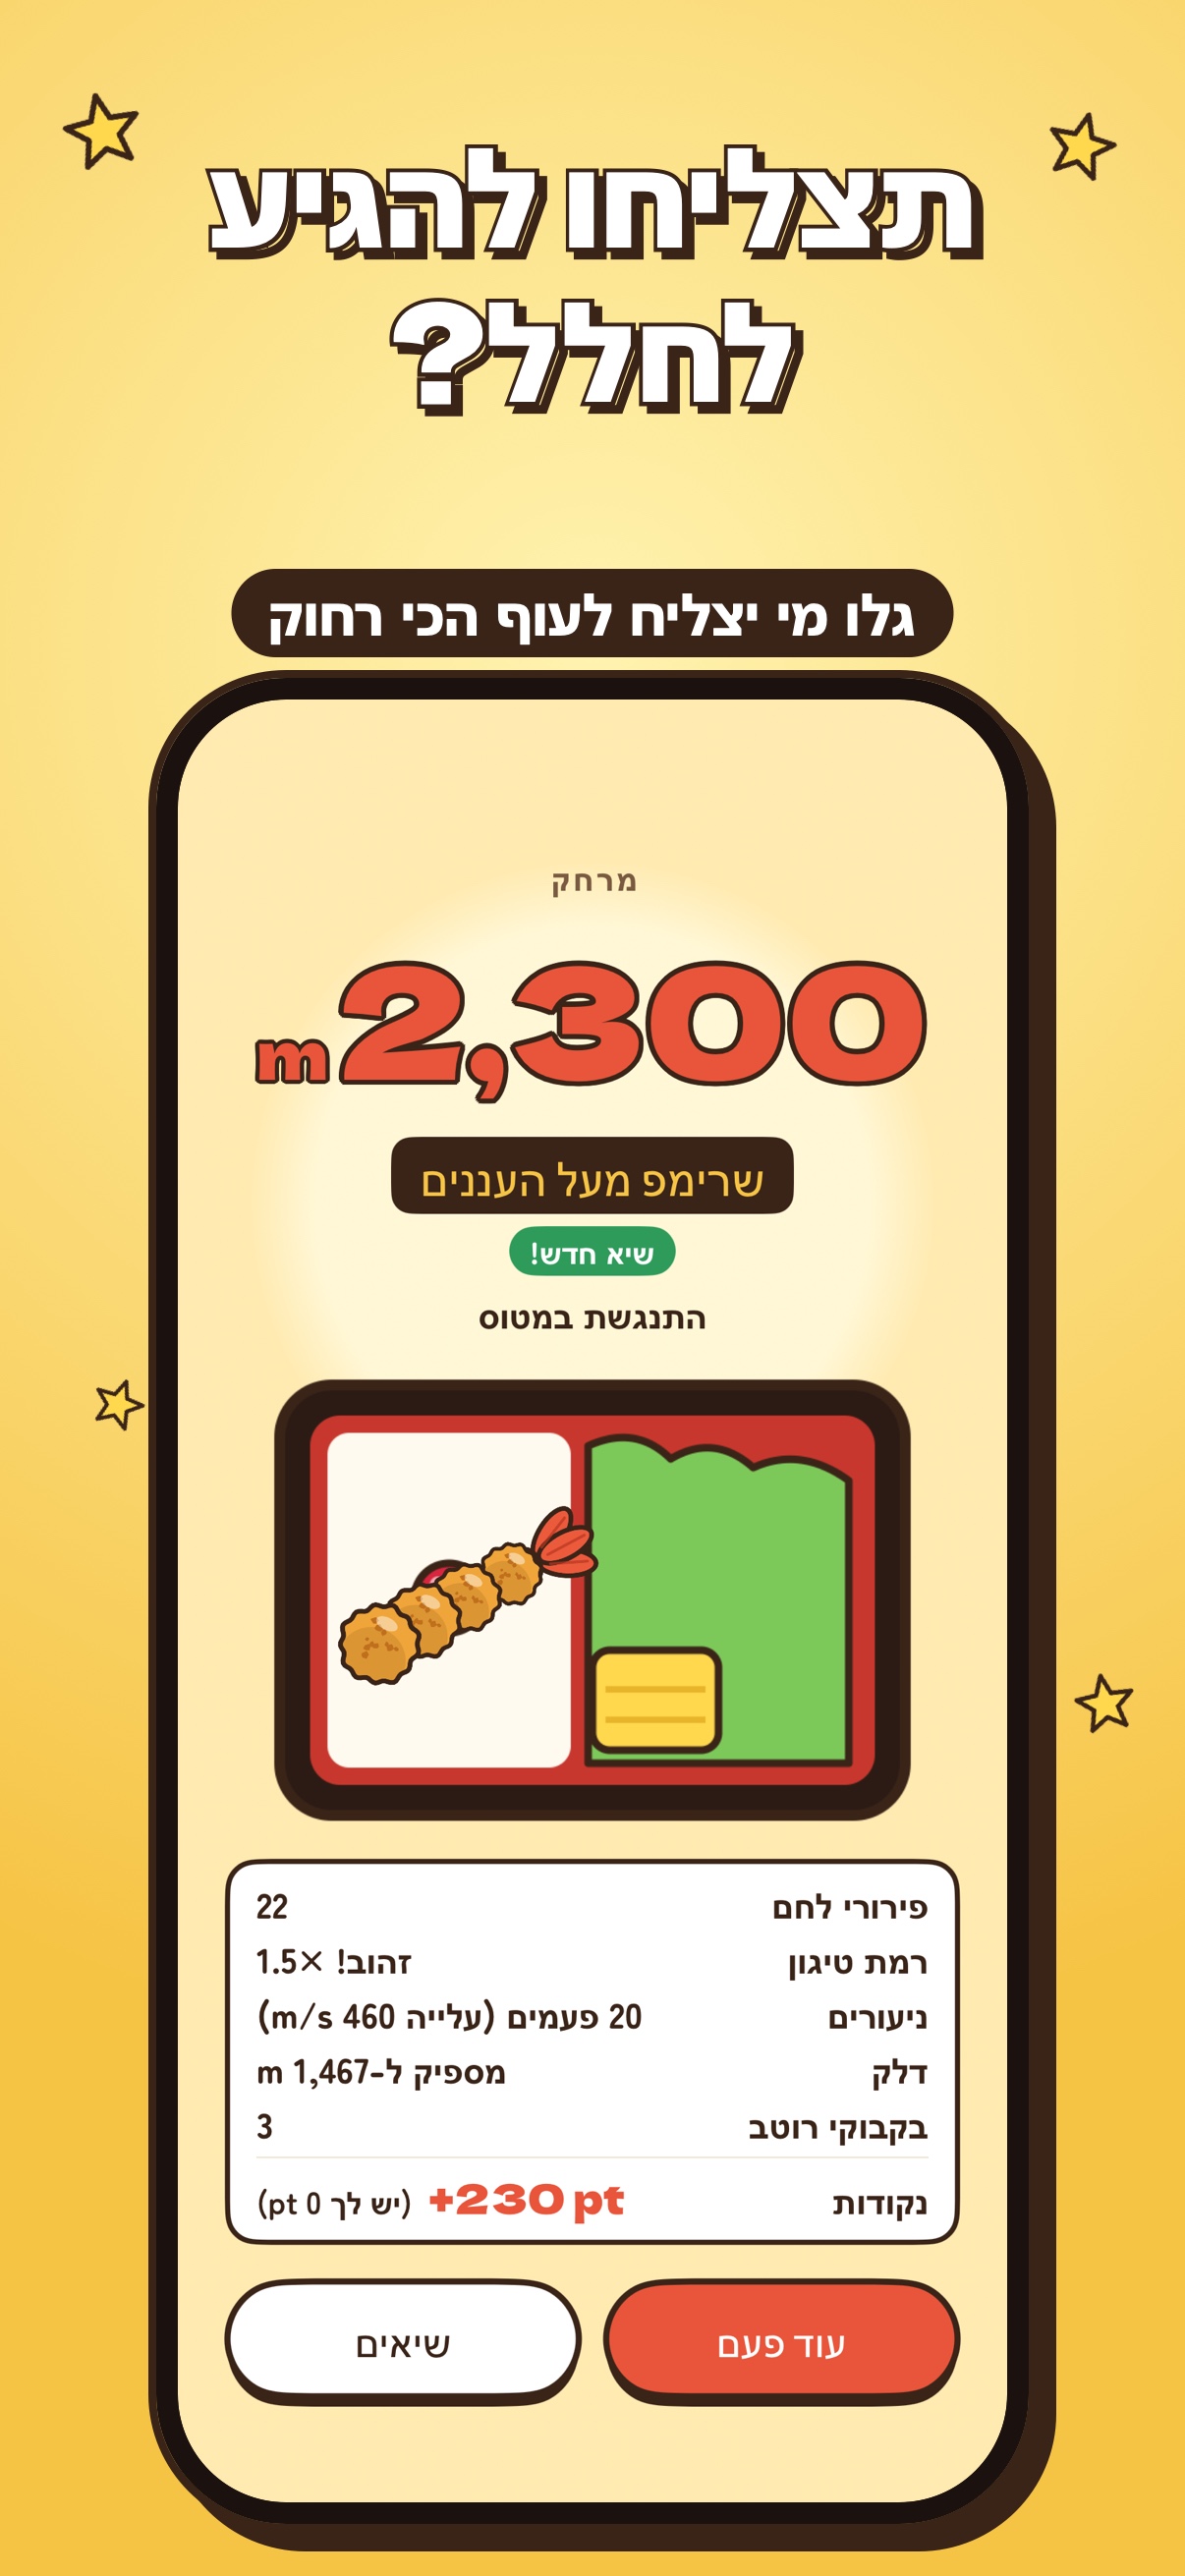 תצליחו להגיע
לחלל?
גלו מי יצליח לעוף הכי רחוק
מרחק
2,300 m
שרימפ מעל העננים
שיא חדש!
התנגשת במטוס
פירורי לחם 22
רמת טיגון זהוב! ×1.5
ניעורים 20 פעמים (עלייה 460 m/s)
דלק מספיק ל-1,467 m
בקבוקי רוטב 3
נקודות +230 pt (יש לך 0 pt)
עוד פעם שיאים